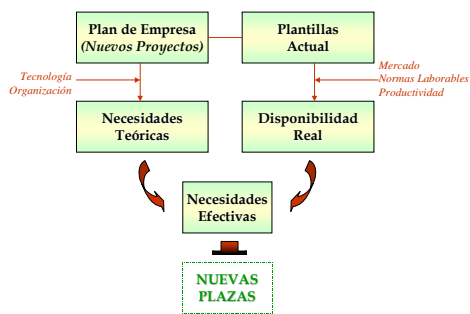 Plan de Empresa
(Nuevos Proyectos)
Plantillas
Actual
Tecnología
Organización
Mercado
Normas Laborables
Productividad
Necesidades
Teóricas
Disponibilidad
Real
Necesidades
Efectivas
NUEVAS
PLAZAS